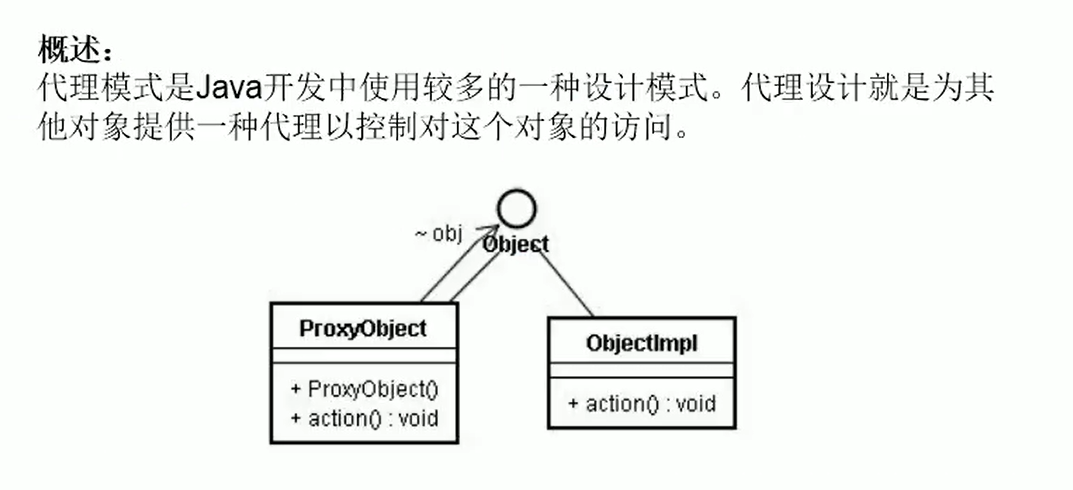 概述：
代理模式是Java开发中使用较多的一种设计模式。代理设计就是为其
他对象提供一种代理以控制对这个对象的访问。
~ obj
Object
ProxyObject
+ ProxyObject()
+ action() : void
ObjectImpl
+ action() : void